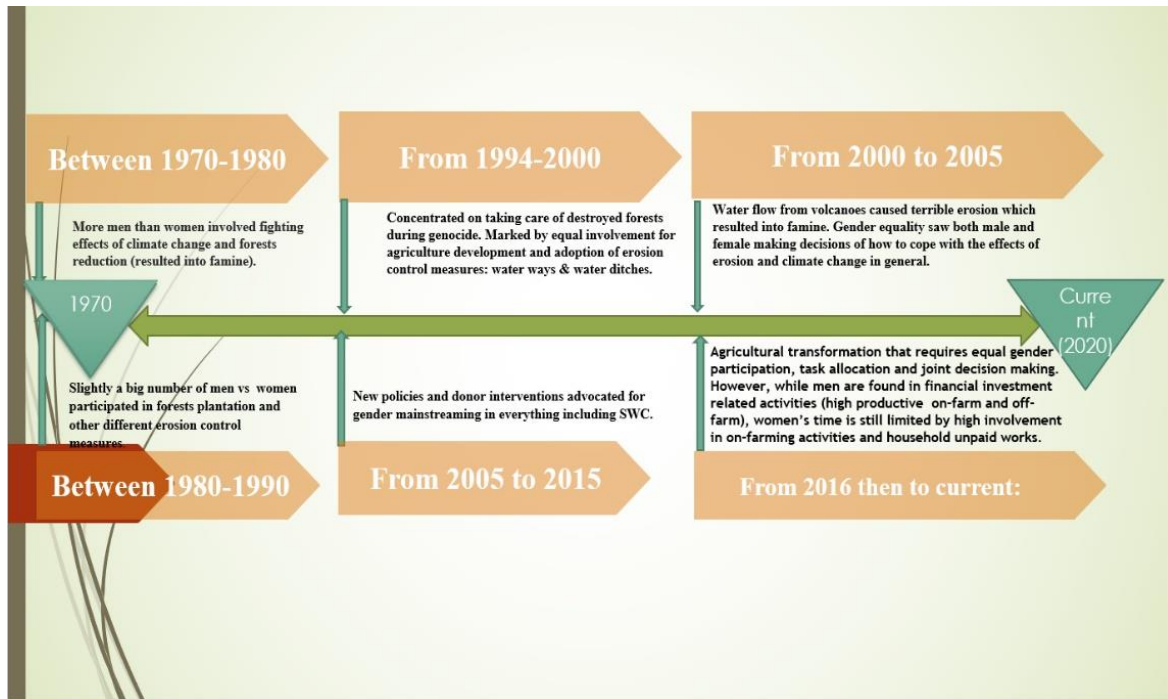 Between 1970-1980
More men than women involved fighting
effects of climate change and forests
reduction (resulted into famine).
From 1994-2000
Concentrated on taking care of destroyed forests
during genocide. Marked by equal involvement for
agriculture development and adoption of erosion
control measures: water ways & water ditches.
From 2000 to 2005
Water flow from volcanoes caused terrible erosion which
resulted into famine. Gender equality saw both male and
female making decisions of how to cope with the effects of
erosion and climate change in general.
1970
Curre
nt
(2020)
Slightly a big number of men vs women
participated in forests plantation and
other different erosion control
measures
Between 1980-1990
New policies and donor interventions advocated for
gender mainstreaming in everything including SWC.
From 2005 to 2015
Agricultural transformation that requires equal gender
participation, task allocation and joint decision making.
However, while men are found in financial investment
related activities (high productive on-farm and off-
farm), women's time is still limited by high involvement
in on-farming activities and household unpaid works.
From 2016 then to current: